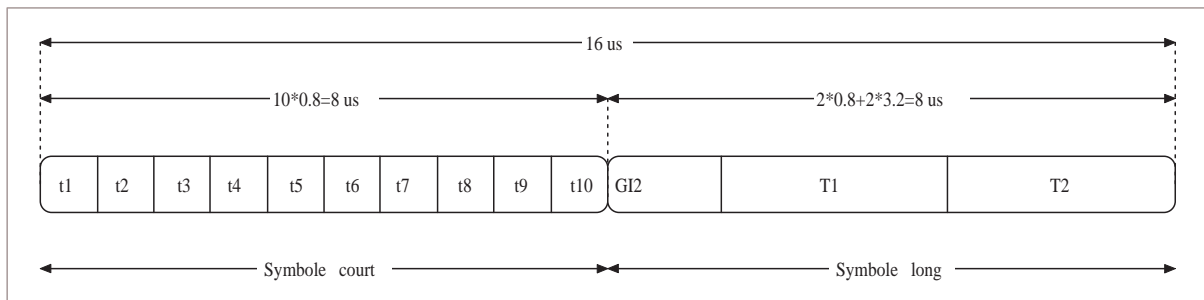 16 us
10*0.8=8 us 2*0.8+2*3.2=8 us
t1 t2 t3 t4 t5 t6 t7 t8 t9 t10 GI2 T1 T2
Symbole court Symbole long